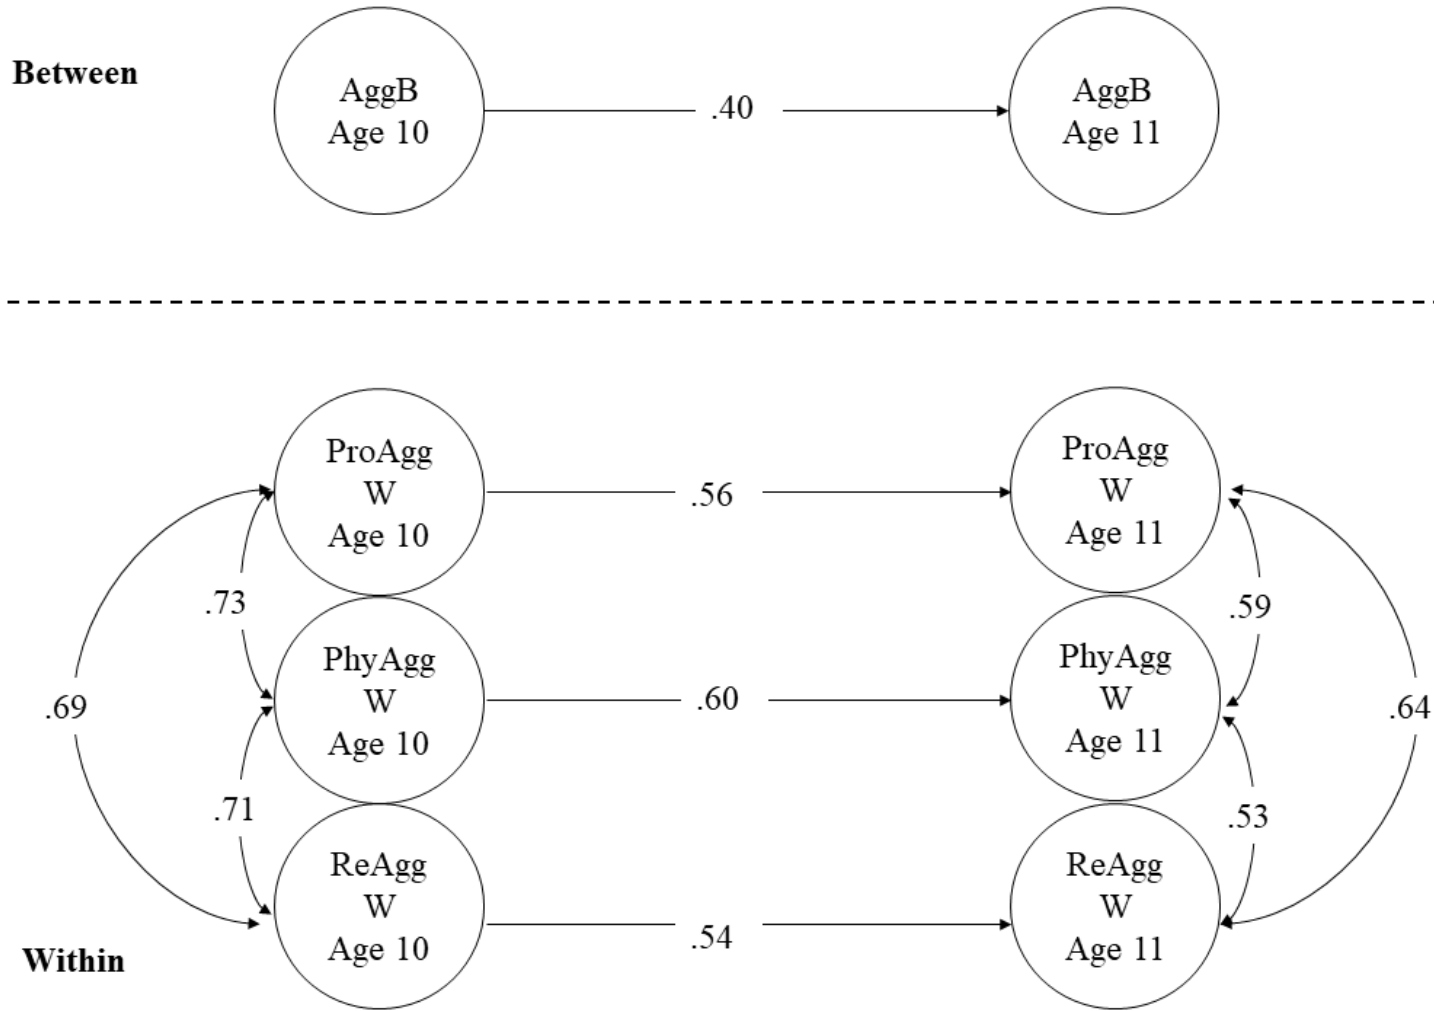 Between
AggB
Age 10
.40
AggB
Age 11
ProAgg
W
Age 10
.56
ProAgg
W
Age 11
.73
.59
PhyAgg
W
Age 10
.60
PhyAgg
W
Age 11
.69
.64
.71
.53
ReAgg
W
Age 10
.54
ReAgg
W
Age 11
Within